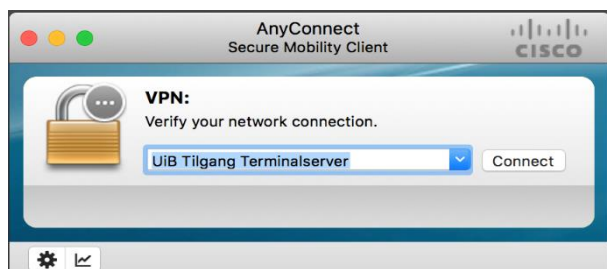 AnyConnect
Secure Mobility Client
CISCO
VPN:
Verify your network connection.
UiB Tilgang Terminalserver
Connect